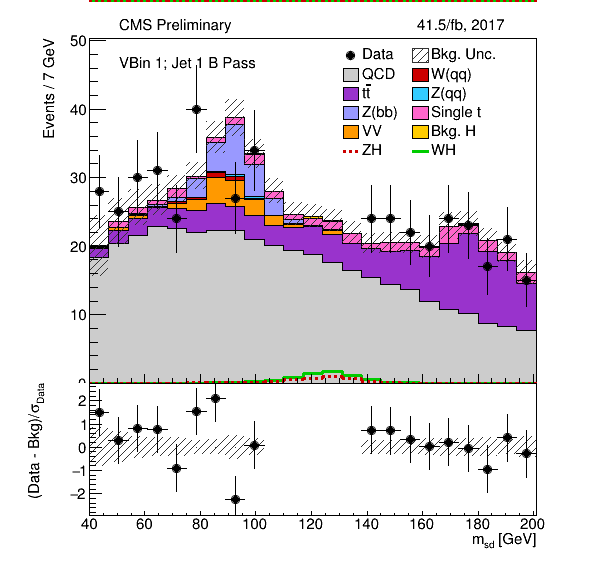 CMS Preliminary 41.5/fb, 2017
VBin 1; Jet 1 B Pass
Events / 7 GeV
50
40
30
20
10
0
Data
Bkg. Unc.
QCD
W(qq)
tt̄
Z(qq)
Z(bb)
Single t
VV
Bkg. H
ZH
WH
(Data - Bkg)/σData
2
1
0
−1
−2
40 60 80 100 120 140 160 180 200
msd [GeV]